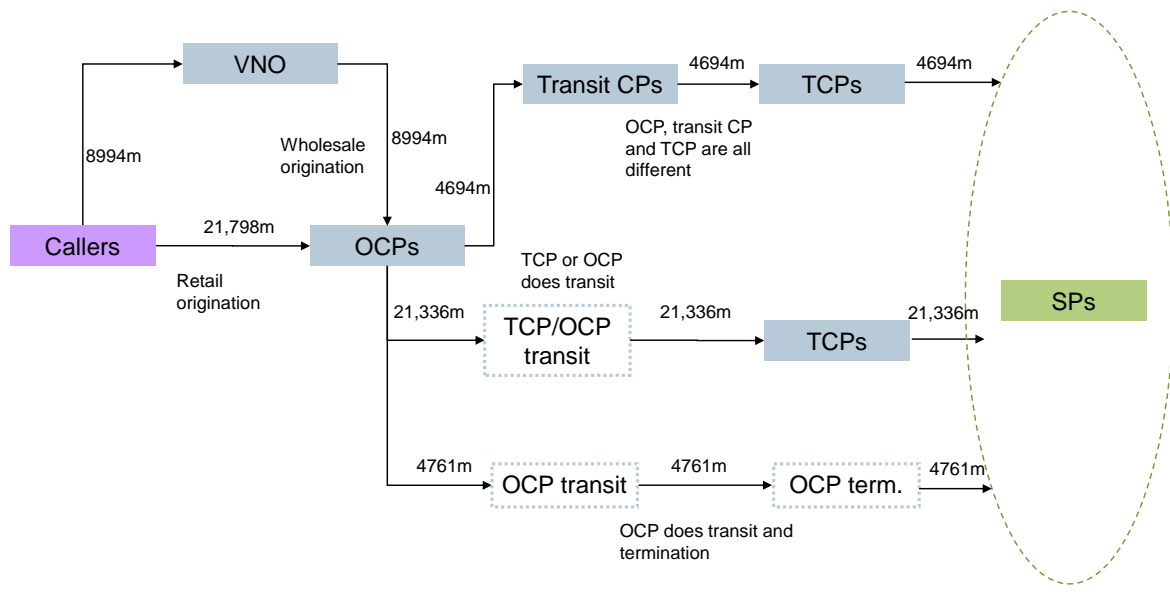 VNO
Transit CPs
4694m
TCPs
4694m
8994m
Wholesale
origination
8994m
OCP, transit CP
and TCP are all
different
4694m
Callers
21,798m
OCPs
Retail
origination
TCP or OCP
does transit
21,336m
TCP/OCP
transit
21,336m
TCPs
21,336m
SPs
4761m
OCP transit
4761m
OCP term.
4761m
OCP does transit and
termination